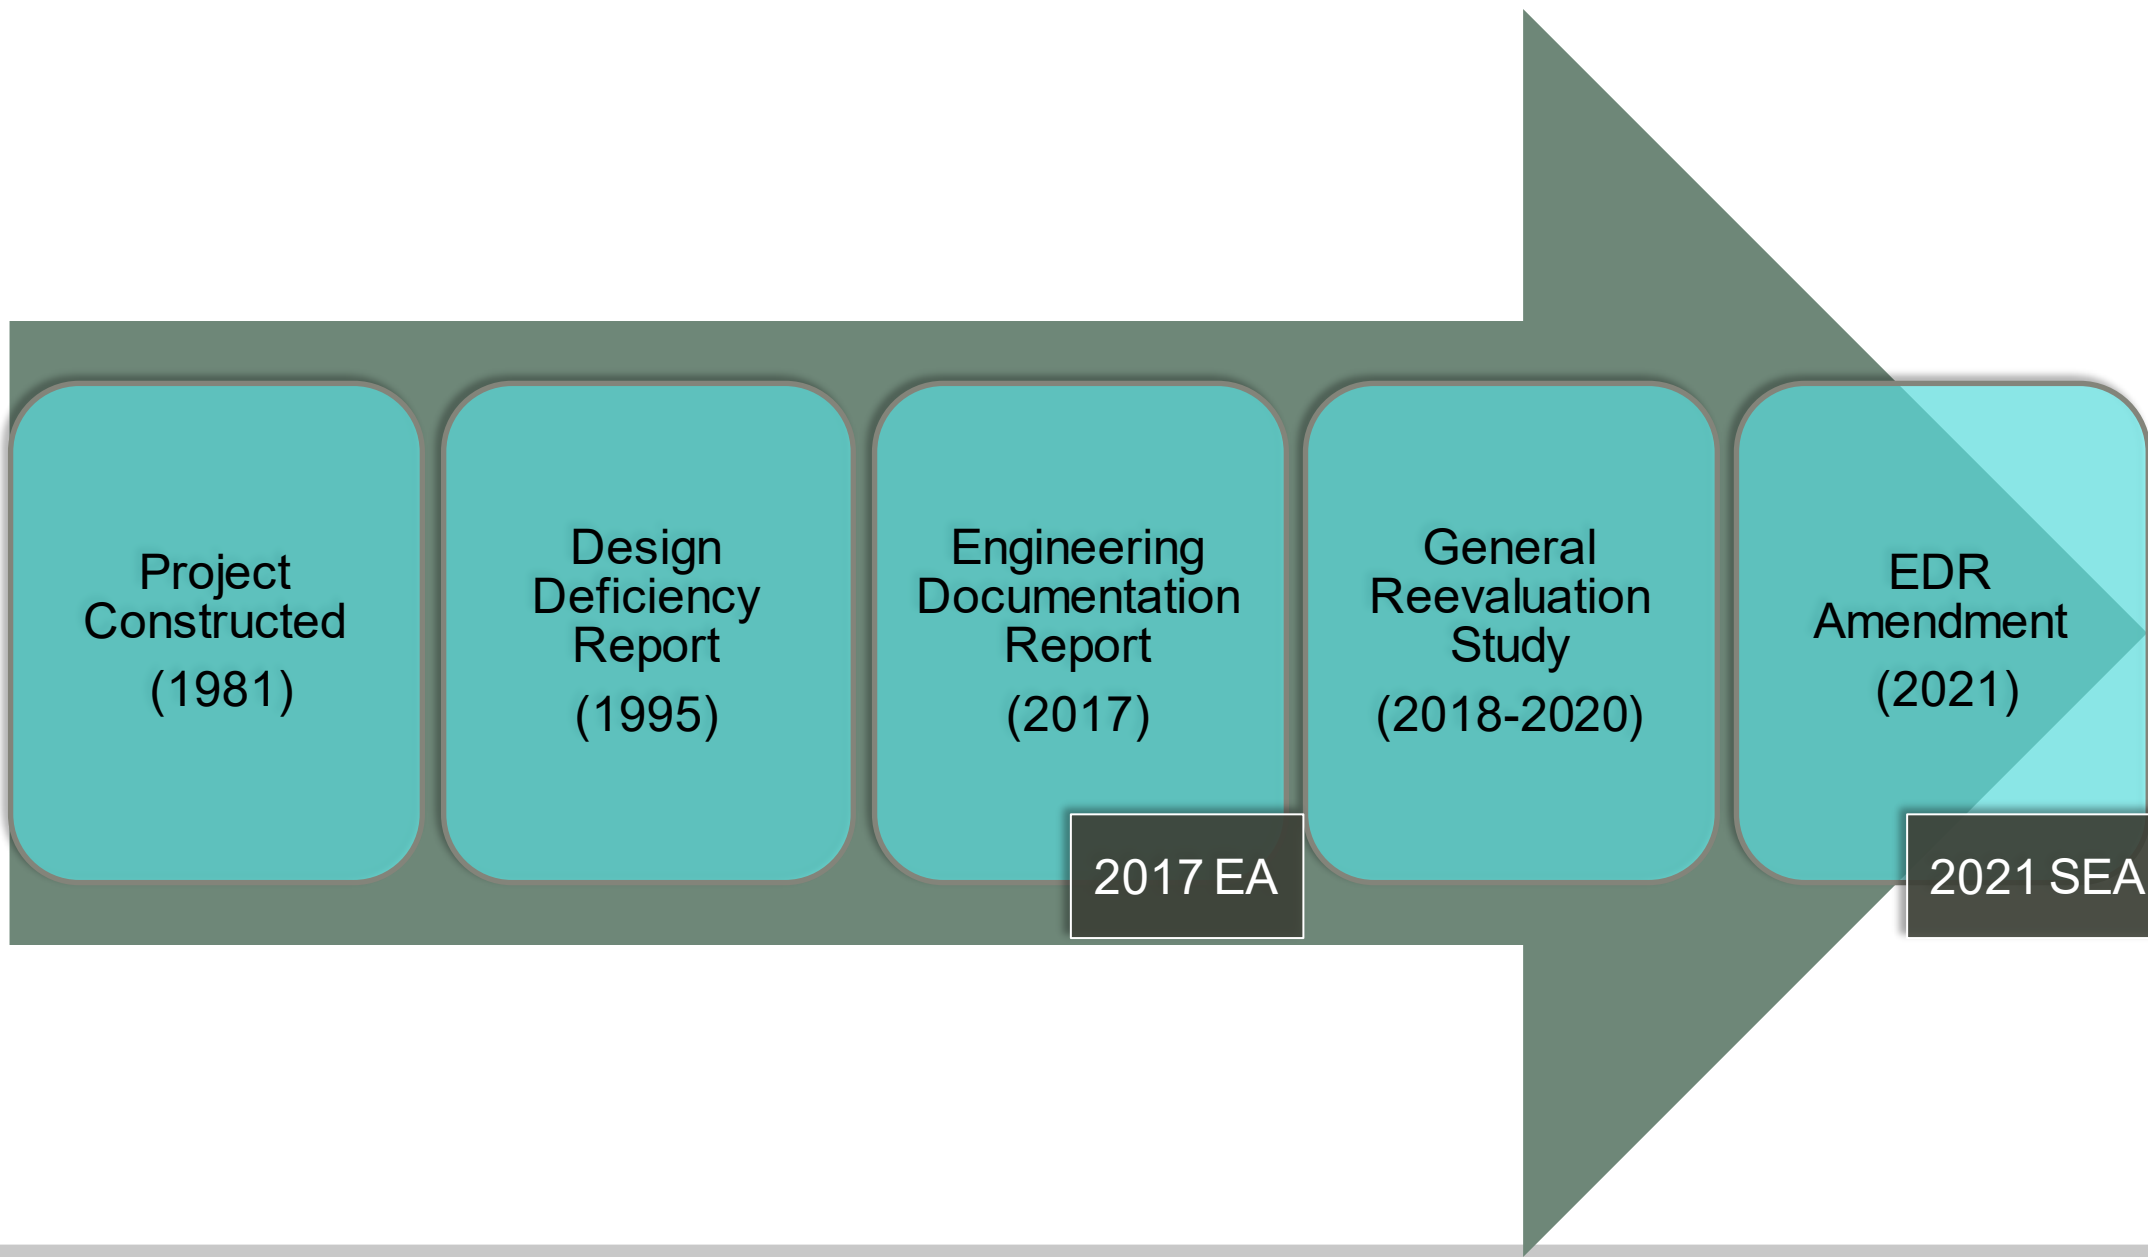 Project
Constructed
(1981)
Design
Deficiency
Report
(1995)
Engineering
Documentation
Report
(2017)
2017 EA
General
Reevaluation
Study
(2018-2020)
EDR
Amendment
(2021)
2021 SEA